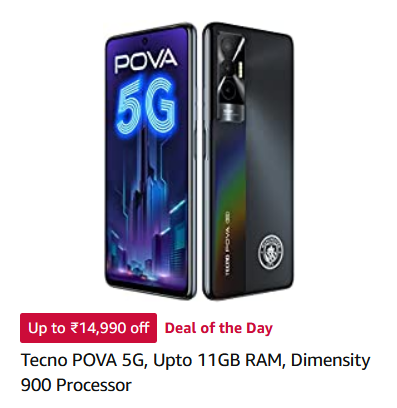 POVA
5G
TECNO POVA 5G
Up to ₹14,990 off Deal of the Day
Tecno POVA 5G, Upto 11GB RAM, Dimensity
900 Processor